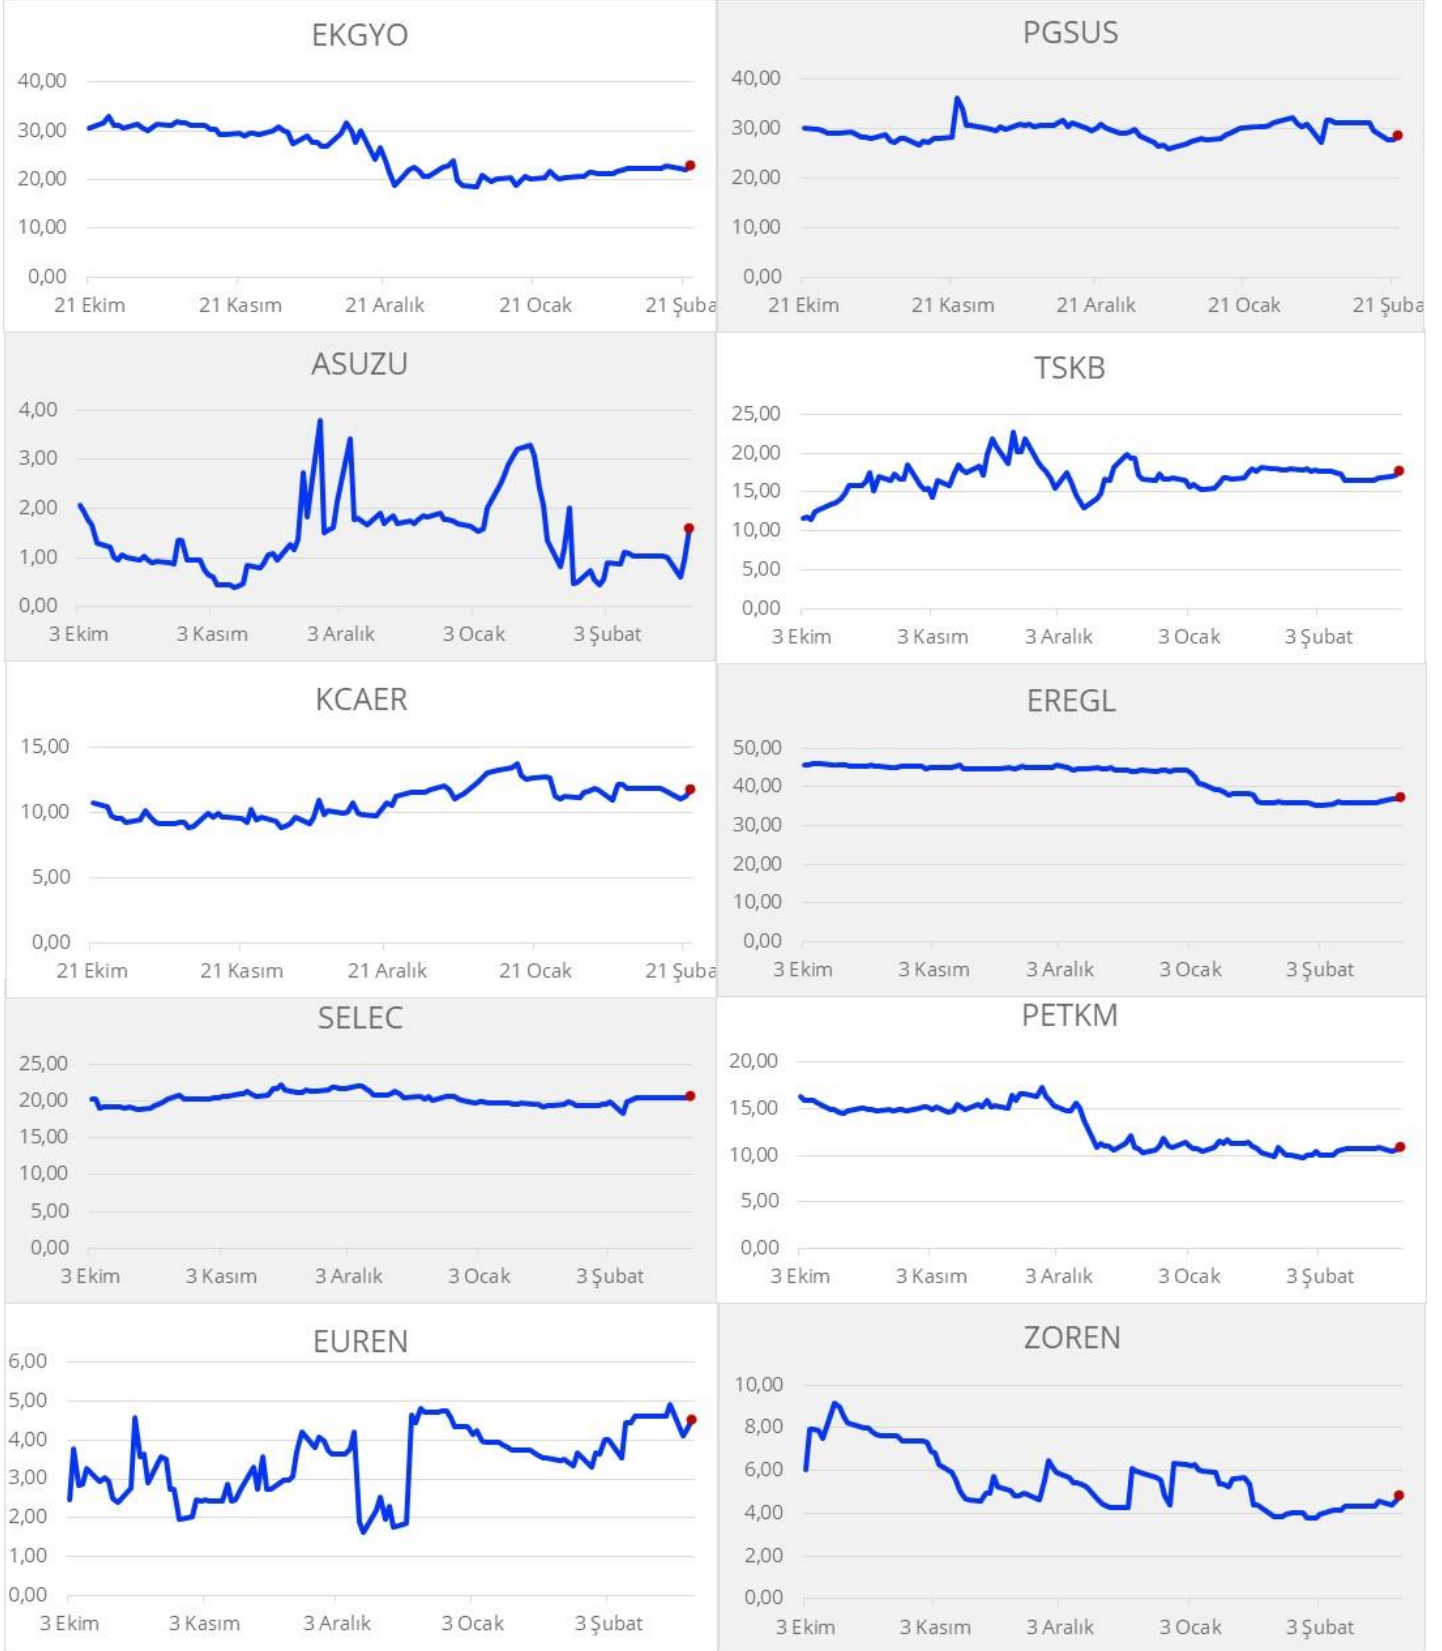 EKGYO
40,00
30,00
20,00
10,00
0,00
21 Ekim 21 Kasım 21 Aralık 21 Ocak 21 Şuba
PGSUS
40,00
30,00
20,00
10,00
0,00
21 Ekim 21 Kasım 21 Aralık 21 Ocak 21 Şuba
ASUZU
4,00
3,00
2,00
1,00
0,00
3 Ekim 3 Kasım 3 Aralık 3 Ocak 3 Şubat
TSKB
25,00
20,00
15,00
10,00
5,00
0,00
3 Ekim 3 Kasım 3 Aralık 3 Ocak 3 Şubat
KCAER
15,00
10,00
5,00
0,00
21 Ekim 21 Kasım 21 Aralık 21 Ocak 21 Şuba
EREGL
50,00
40,00
30,00
20,00
10,00
0,00
3 Ekim 3 Kasım 3 Aralık 3 Ocak 3 Şubat
SELEC
25,00
20,00
15,00
10,00
5,00
0,00
3 Ekim 3 Kasım 3 Aralık 3 Ocak 3 Şubat
PETKM
20,00
15,00
10,00
5,00
0,00
3 Ekim 3 Kasım 3 Aralık 3 Ocak 3 Şubat
EUREN
6,00
5,00
4,00
3,00
2,00
1,00
0,00
3 Ekim 3 Kasım 3 Aralık 3 Ocak 3 Şubat
ZOREN
10,00
8,00
6,00
4,00
2,00
0,00
3 Ekim 3 Kasım 3 Aralık 3 Ocak 3 Şubat